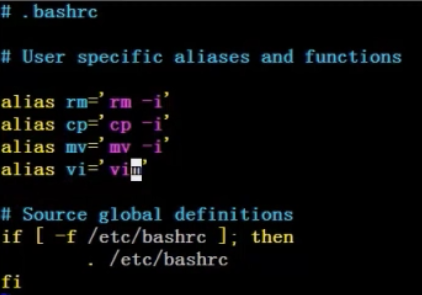 # .bashrc
# User specific aliases and functions
alias rm='rm -i'
alias cp='cp -i'
alias mv='mv -i'
alias vi='vim'
# Source global definitions
if [ -f /etc/bashrc ]; then
. /etc/bashrc
fi